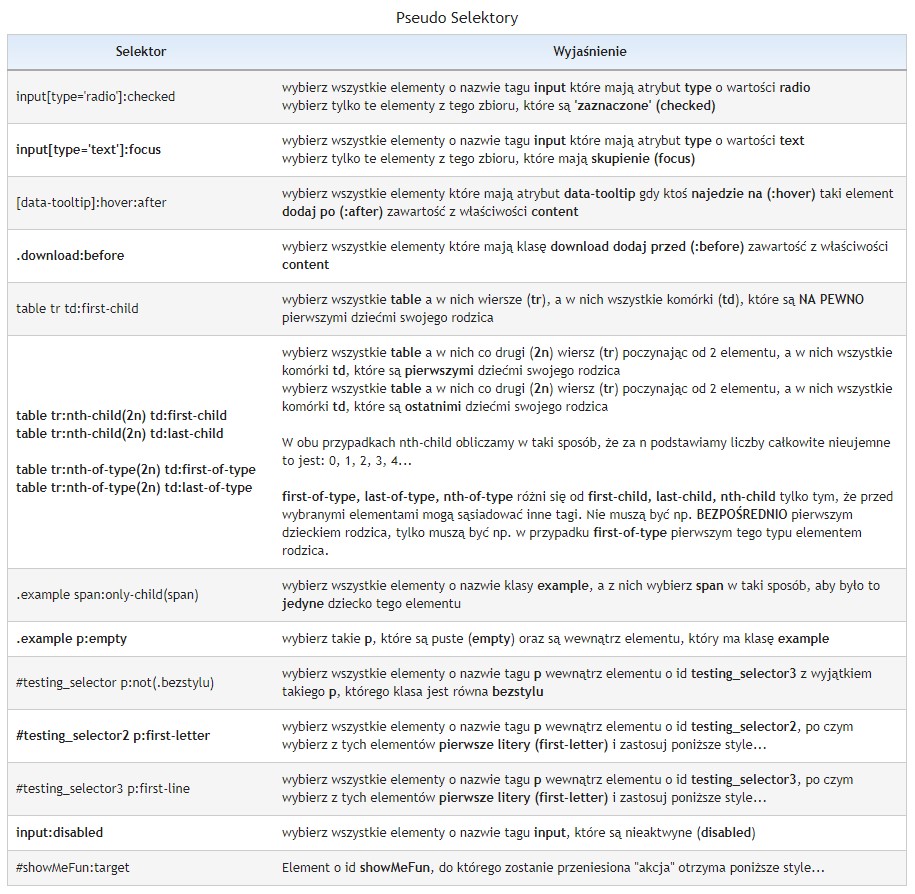 Pseudo Selektory
Selektor Wyjaśnienie
input[type='radio']:checked
wybierz wszystkie elementy o nazwie tagu input które mają atrybut type o wartości radio
wybierz tylko te elementy z tego zbioru, które są 'zaznaczone' (checked)
input[type='text']:focus
wybierz wszystkie elementy o nazwie tagu input które mają atrybut type o wartości text
wybierz tylko te elementy z tego zbioru, które mają skupienie (focus)
[data-tooltip]:hover:after
wybierz wszystkie elementy które mają atrybut data-tooltip gdy ktoś najedzie na (:hover) taki element
dodaj po (:after) zawartość z właściwości content
.download:before
wybierz wszystkie elementy które mają klasę download dodaj przed (:before) zawartość z właściwości
content
table tr td:first-child
wybierz wszystkie table a w nich wiersze (tr), a w nich wszystkie komórki (td), które są NA PEWNO
pierwszymi dziećmi swojego rodzica
table tr:nth-child(2n) td:first-child
table tr:nth-child(2n) td:last-child
table tr:nth-of-type(2n) td:first-of-type
table tr:nth-of-type(2n) td:last-of-type
wybierz wszystkie table a w nich co drugi (2n) wiersz (tr) poczynając od 2 elementu, a w nich wszystkie
komórki td, które są pierwszymi dziećmi swojego rodzica
wybierz wszystkie table a w nich co drugi (2n) wiersz (tr) poczynając od 2 elementu, a w nich wszystkie
komórki td, które są ostatnimi dziećmi swojego rodzica
W obu przypadkach nth-child obliczamy w taki sposób, że za n podstawiamy liczby całkowite nieujemne
to jest: 0, 1, 2, 3, 4...
first-of-type, last-of-type, nth-of-type różni się od first-child, last-child, nth-child tylko tym, że przed
wybranymi elementami mogą sąsiadować inne tagi. Nie muszą być np. BEZPOŚREDNIO pierwszym
dzieckiem rodzica, tylko muszą być np. w przypadku first-of-type pierwszym tego typu elementem
rodzica.
.example span:only-child(span)
wybierz wszystkie elementy o nazwie klasy example, a z nich wybierz span w taki sposób, aby było to
jedyne dziecko tego elementu
.example p:empty
wybierz takie p, które są puste (empty) oraz są wewnątrz elementu, który ma klasę example
#testing_selector p:not(.bezstylu)
wybierz wszystkie elementy o nazwie tagu p wewnątrz elementu o id testing_selector3 z wyjątkiem
takiego p, którego klasa jest równa bezstylu
#testing_selector2 p:first-letter
wybierz wszystkie elementy o nazwie tagu p wewnątrz elementu o id testing_selector2, po czym
wybierz z tych elementów pierwsze litery (first-letter) i zastosuj poniższe style...
#testing_selector3 p:first-line
wybierz wszystkie elementy o nazwie tagu p wewnątrz elementu o id testing_selector3, po czym
wybierz z tych elementów pierwsze litery (first-letter) i zastosuj poniższe style...
input:disabled
wybierz wszystkie elementy o nazwie tagu input, które są nieaktwyne (disabled)
#showMeFun:target
Element o id showMeFun, do którego zostanie przeniesiona "akcja" otrzyma poniższe style...